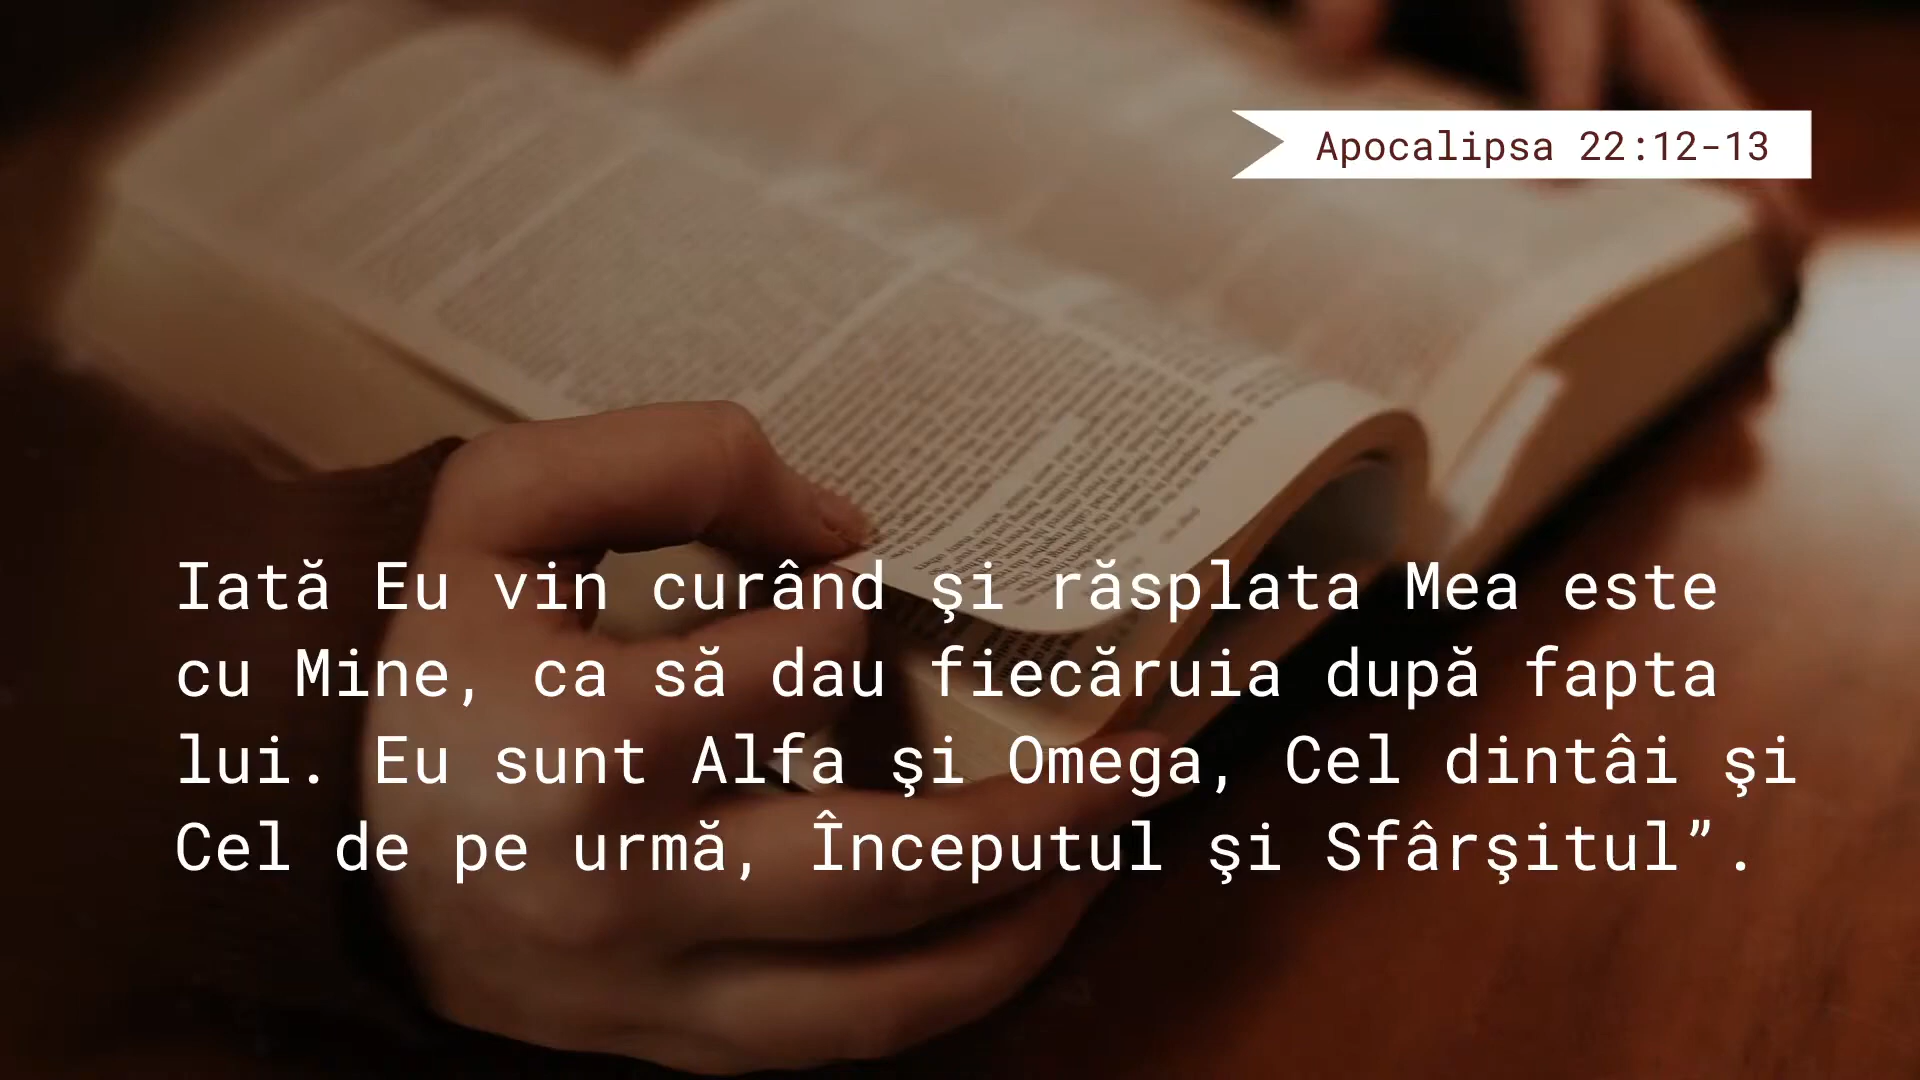 Apocalipsa 22:12-13
Iată Eu vin curând şi răsplata Mea este
cu Mine, ca să dau fiecăruia după fapta
lui. Eu sunt Alfa şi Omega, Cel dintâi şi
Cel de pe urmă, Începutul şi Sfârşitul”.